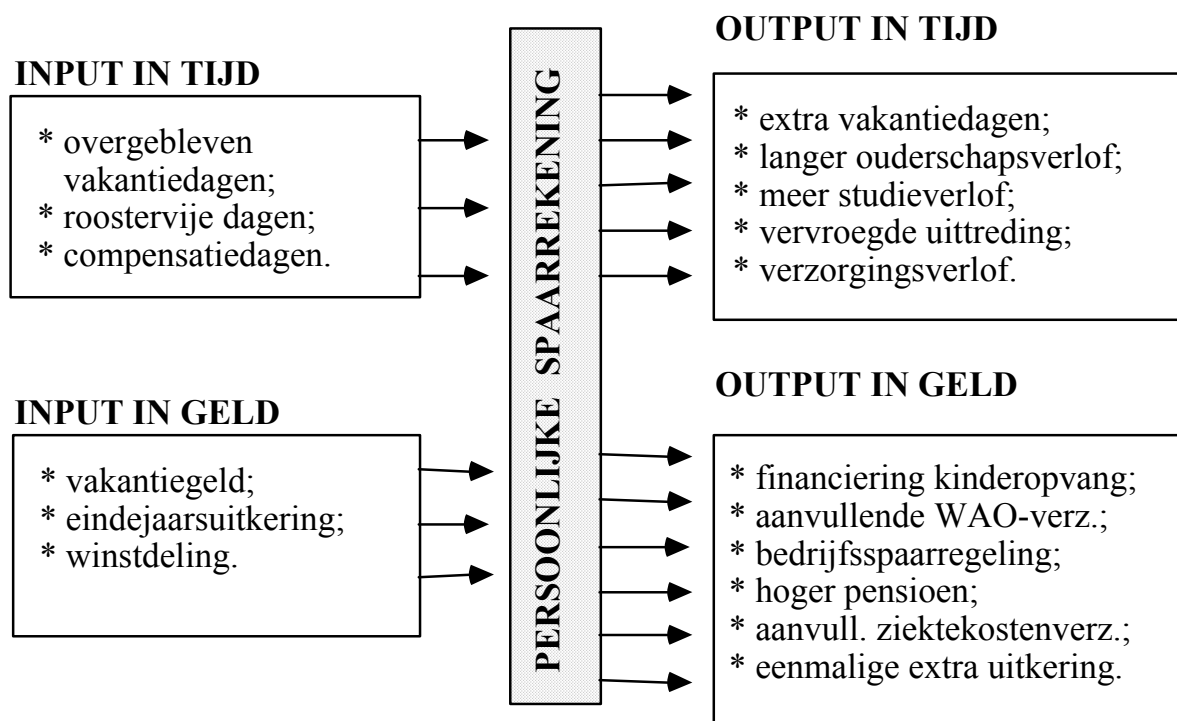 INPUT IN TIJD
* overgebleven
vakantiedagen;
* roostervije dagen;
* compensatiedagen.
INPUT IN GELD
* vakantiegeld;
* eindejaarsuitkering;
* winstdeling.
PERSOONLIJKE SPAARREKENING
OUTPUT IN TIJD
* extra vakantiedagen;
* langer ouderschapsverlof;
* meer studieverlof;
* vervroegde uittreding;
* verzorgingsverlof.
OUTPUT IN GELD
* financiering kinderopvang;
* aanvullende WAO-verz.;
* bedrijfsspaarregeling;
* hoger pensioen;
* aanvull. ziektekostenverz.;
* eenmalige extra uitkering.